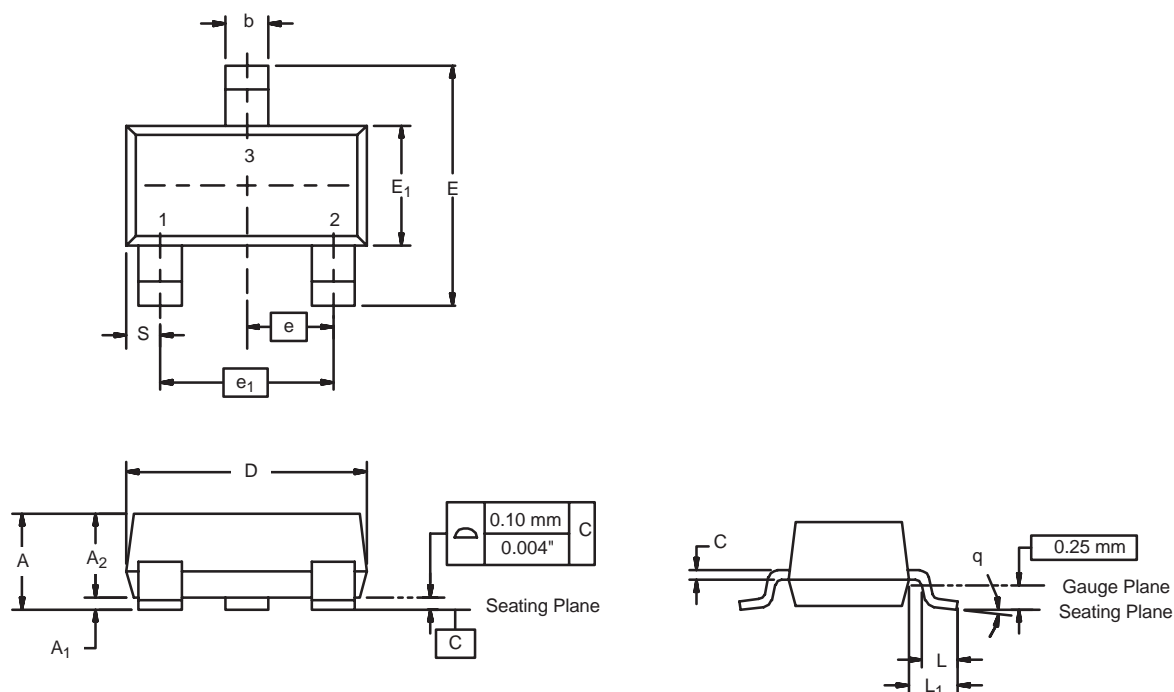 b
3
E₁
E
1
2
S
e
e₁
D
A
A₂
0.10 mm
C
0.004"
Seating Plane
A₁
C
C
q
0.25 mm
Gauge Plane
Seating Plane
L
L₁